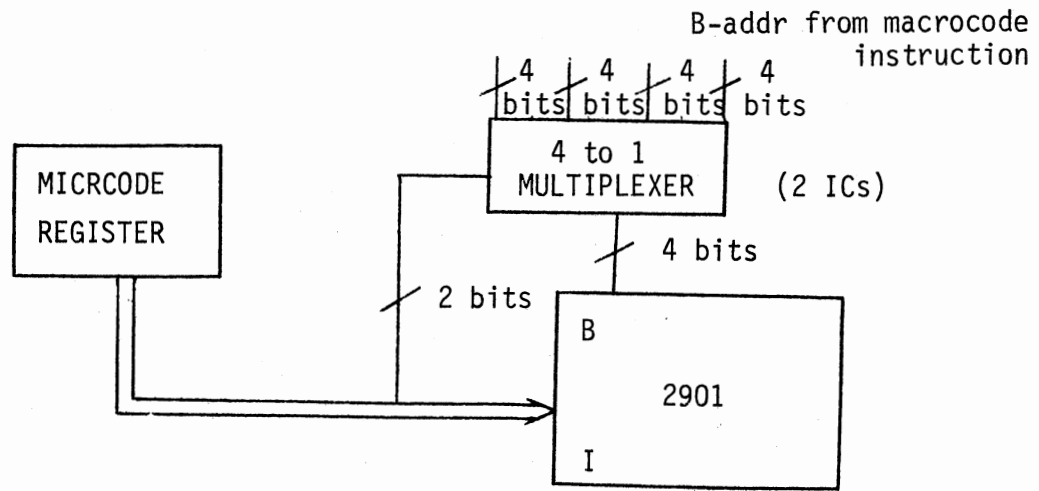 B-addr from macrocode
instruction
4 4 4 4
bits bits bits bits
4 to 1
MULTIPLEXER
(2 ICs)
MICRCODE
REGISTER
4 bits
2 bits
B
2901
I